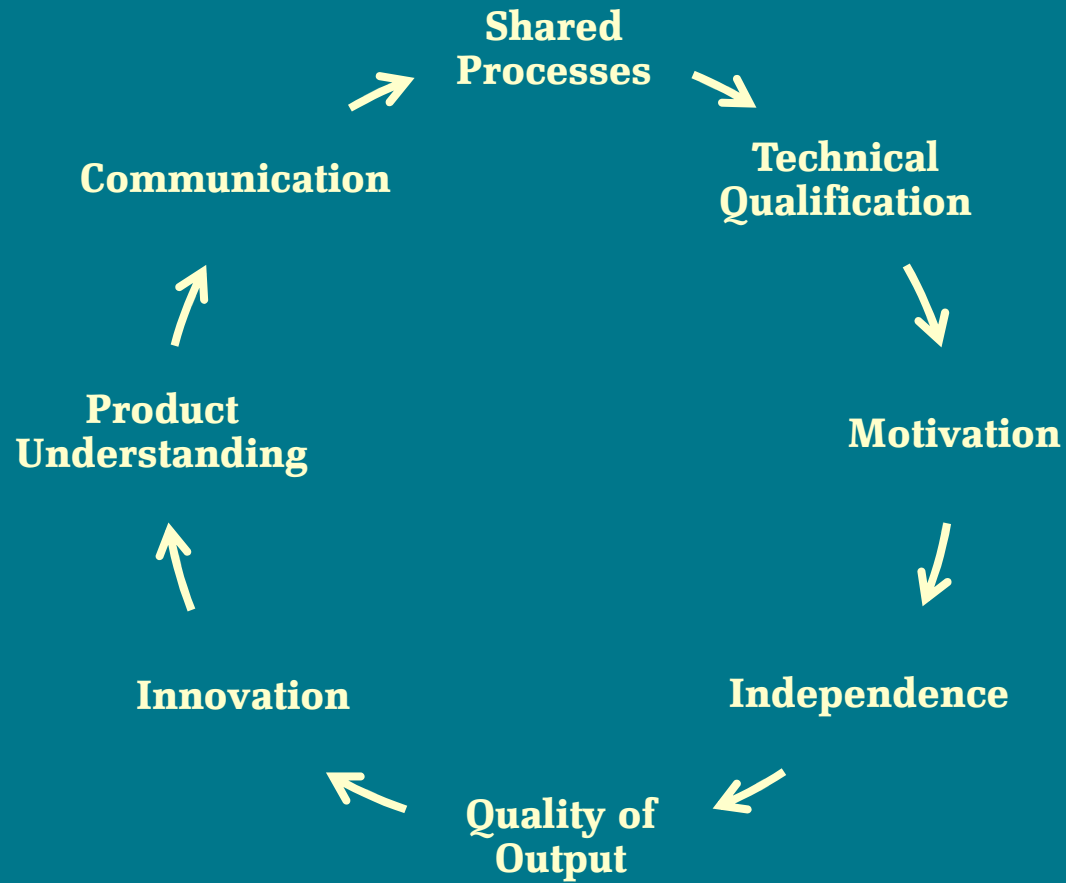 Shared
Processes
Technical
Qualification
Motivation
Independence
Quality of
Output
Innovation
Product
Understanding
Communication